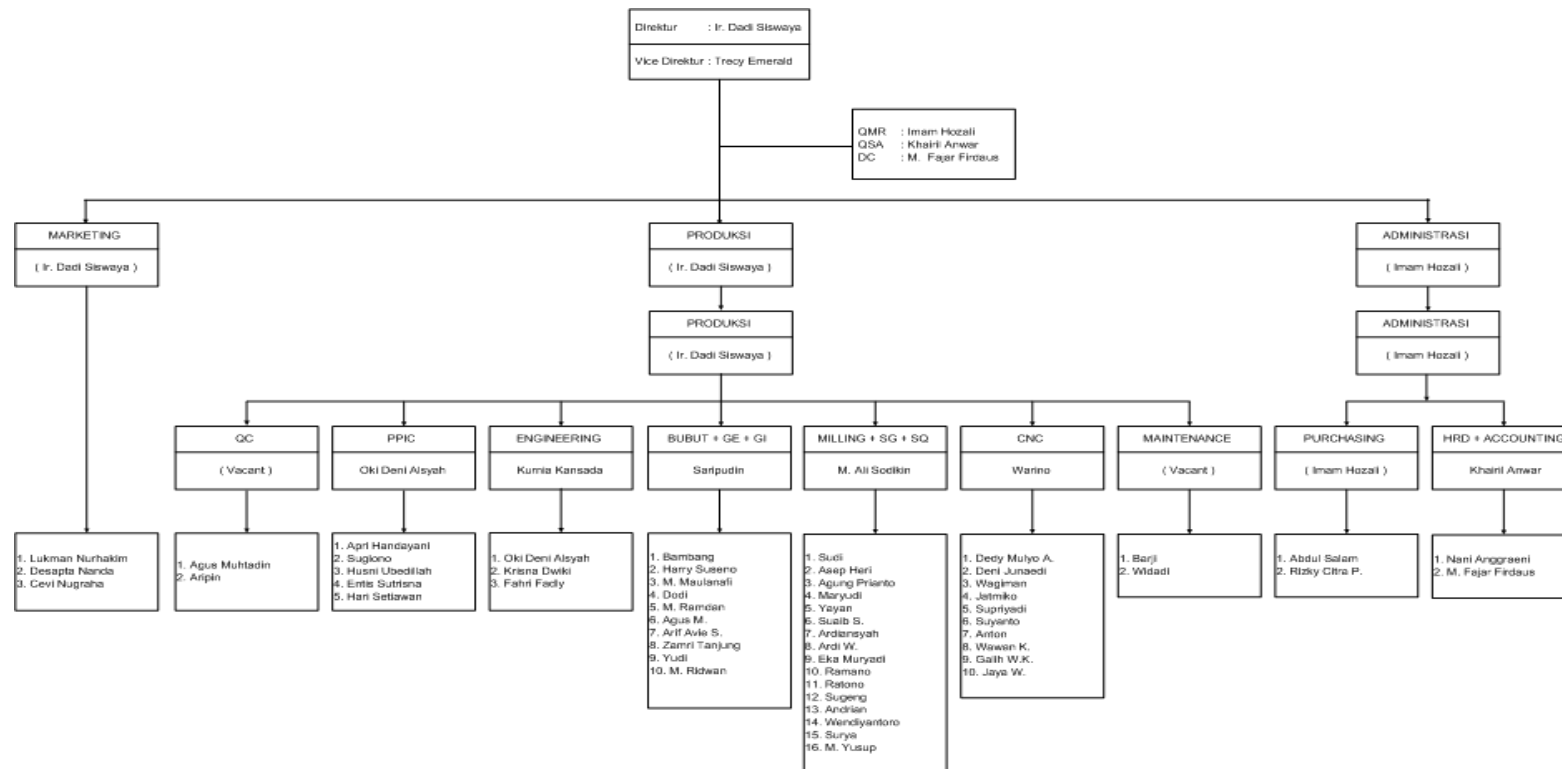 Direktur : Ir. Dadi Siswaya
Vice Direktur : Trecy Emerald
QMR : Imam Hozali
QSA : Khairil Anwar
DC : M. Fajar Firdaus
MARKETING
( Ir. Dadi Siswaya )
PRODUKSI
( Ir. Dadi Siswaya )
ADMINISTRASI
( Imam Hozali )
PRODUKSI
( Ir. Dadi Siswaya )
ADMINISTRASI
( Imam Hozali )
QC
( Vacant )
PPIC
Oki Deni Alsyah
ENGINEERING
Kurnia Kansada
BUBUT + GE + GI
Saripudin
MILLING + SG + SQ
M. Ali Sodikin
CNC
Warino
MAINTENANCE
( Vacant )
PURCHASING
( Imam Hozali )
HRD + ACCOUNTING
Khairil Anwar
1. Lukman Nurhakim
2. Desapta Nanda
3. Cevi Nugraha
1. Agus Muhtadin
2. Aripin
1. Apri Handayani
2. Sugiono
3. Husni Ubedillah
4. Entis Sutrisna
5. Hari Setiawan
1. Oki Deni Alsyah
2. Krisna Dwiki
3. Fahri Fadly
1. Bambang
2. Harry Suseno
3. M. Maulanafi
4. Dodi
5. M. Ramdan
6. Agus M.
7. Arif Avie S.
8. Zamri Tanjung
9. Yudi
10. M. Ridwan
1. Sudi
2. Asep Heri
3. Agung Prianto
4. Maryudi
5. Yayan
6. Suaib S.
7. Ardiansyah
8. Ardi W.
9. Eka Muryadi
10. Ramano
11. Ratono
12. Sugeng
13. Andrian
14. Wendiyantoro
15. Surya
16. M. Yusup
1. Dedy Mulyo A.
2. Deni Junaedi
3. Wagiman
4. Jatmiko
5. Supriyadi
6. Suyanto
7. Anton
8. Wawan K.
9. Galih W.K.
10. Jaya W.
1. Barji
2. Widadi
1. Abdul Salam
2. Rizky Citra P.
1. Nani Anggraeni
2. M. Fajar Firdaus